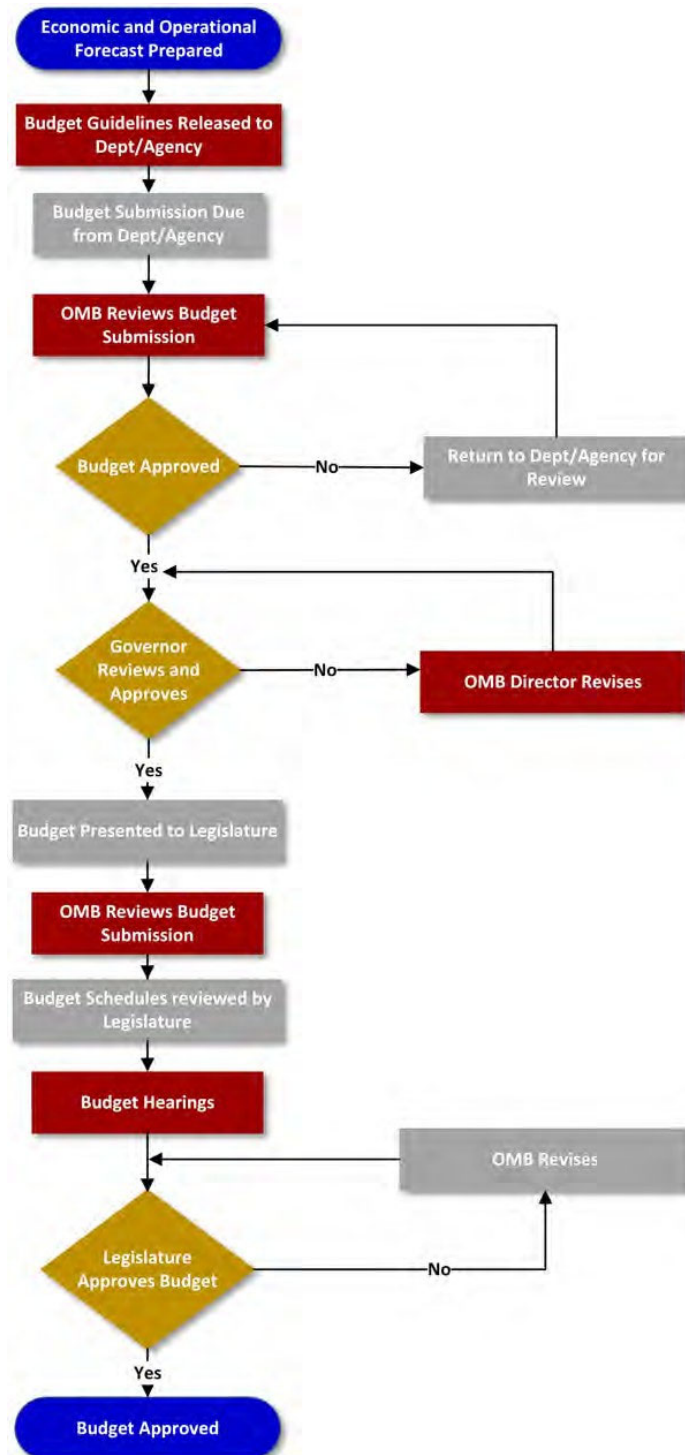 Economic and Operational
Forecast Prepared
Budget Guidelines Released to
Dept/Agency
Budget Submission Due
from Dept/Agency
OMB Reviews Budget
Submission
Budget Approved
No
Return to Dept/Agency for
Review
Yes
Governor
Reviews and
Approves
No
OMB Director Revises
Yes
Budget Presented to Legislature
OMB Reviews Budget
Submission
Budget Schedules reviewed by
Legislature
Budget Hearings
OMB Revises
Legislature
Approves Budget
No
Yes
Budget Approved